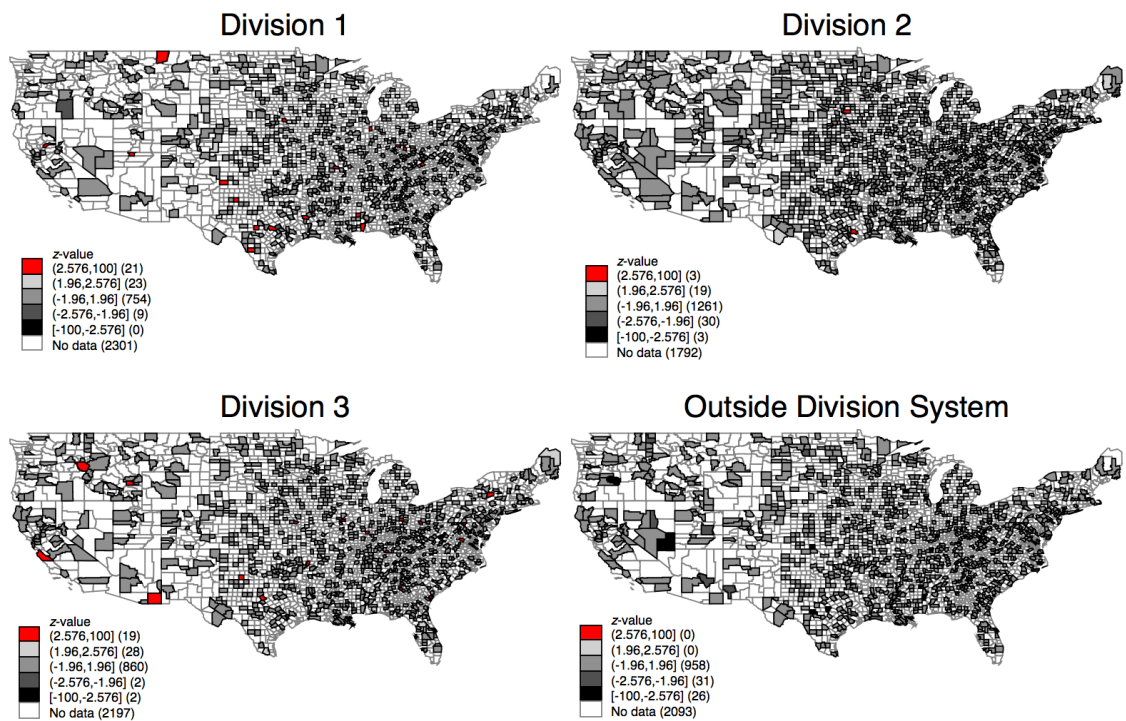 Division 1
z-value
(2.576,100] (21)
(1.96,2.576] (23)
(-1.96,1.96] (754)
(-2.576,-1.96] (9)
[-100,-2.576] (0)
No data (2301)
Division 2
z-value
(2.576,100] (3)
(1.96,2.576] (19)
(-1.96,1.96] (1261)
(-2.576,-1.96] (30)
[-100,-2.576] (3)
No data (1792)
Division 3
z-value
(2.576,100] (19)
(1.96,2.576] (28)
(-1.96,1.96] (860)
(-2.576,-1.96] (2)
[-100,-2.576] (2)
No data (2197)
Outside Division System
z-value
(2.576,100] (0)
(1.96,2.576] (0)
(-1.96,1.96] (958)
(-2.576,-1.96] (31)
[-100,-2.576] (26)
No data (2093)